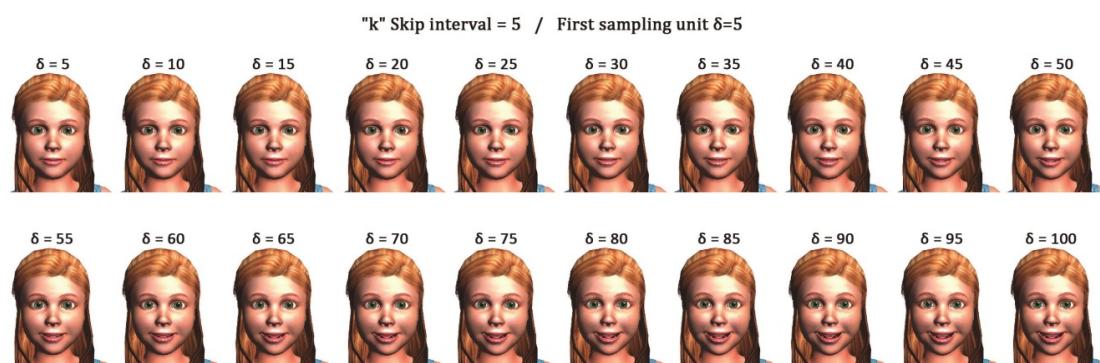 "k" Skip interval = 5 / First sampling unit δ=5
δ = 5 δ = 10 δ = 15 δ = 20 δ = 25 δ = 30 δ = 35 δ = 40 δ = 45 δ = 50
δ = 55 δ = 60 δ = 65 δ = 70 δ = 75 δ = 80 δ = 85 δ = 90 δ = 95 δ = 100